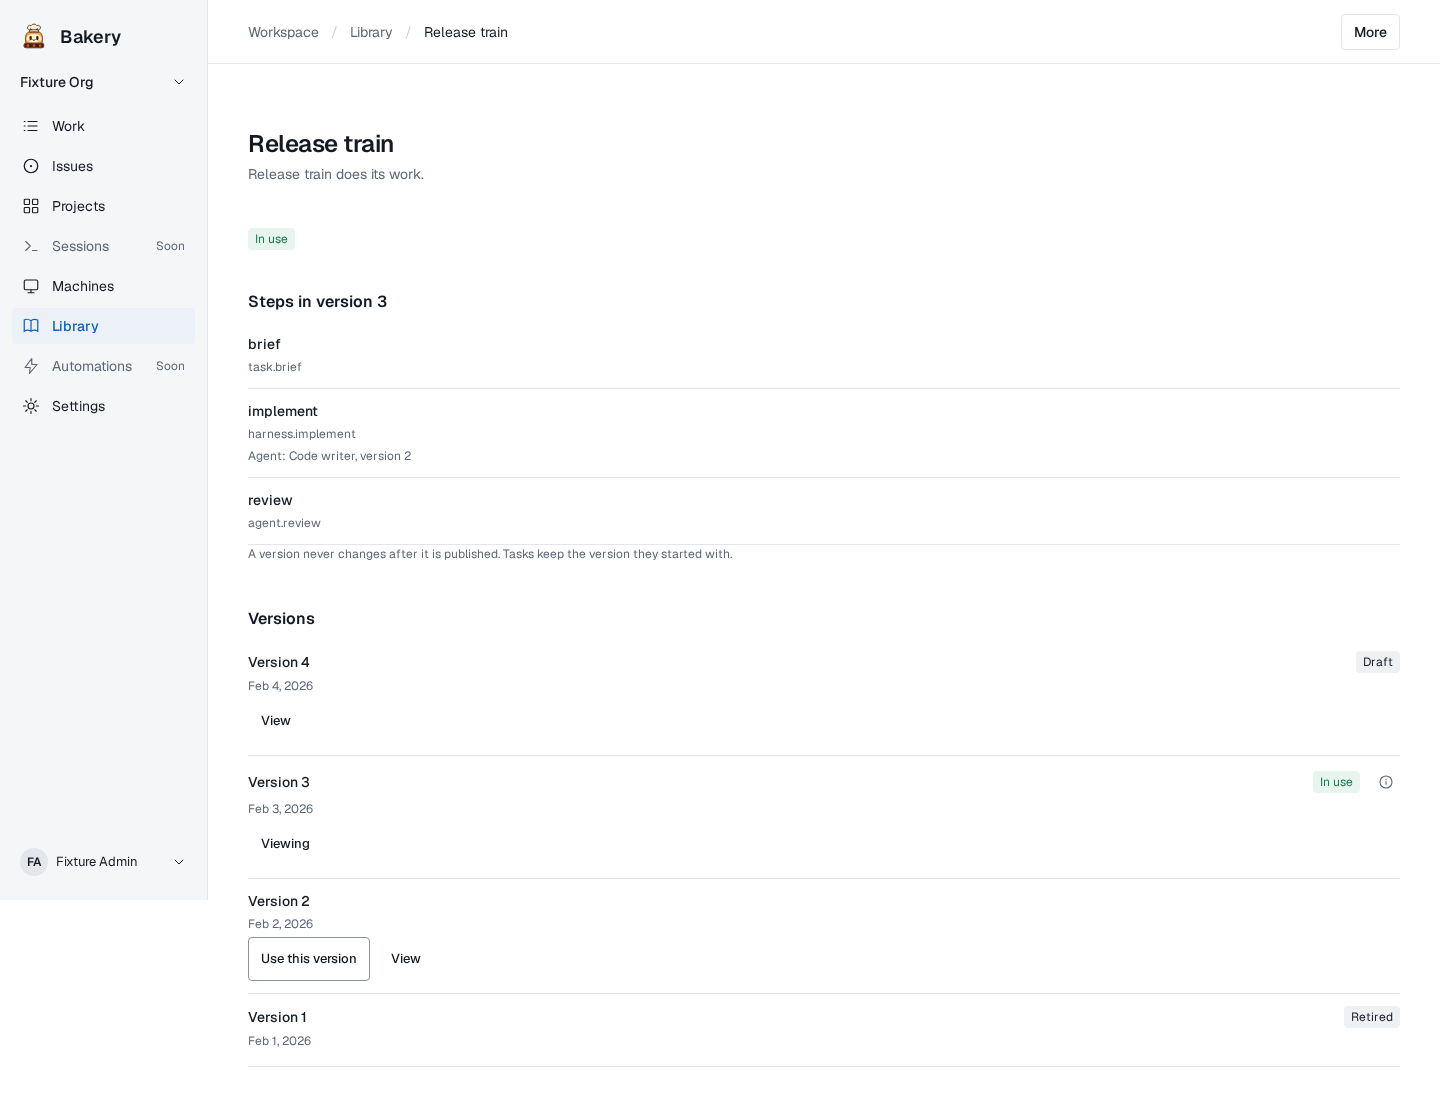 Bakery
Fixture Org
Work
Issues
Projects
Sessions Soon
Machines
Library
Automations Soon
Settings
FA Fixture Admin
Workspace / Library / Release train
More
Release train
Release train does its work.
In use
Steps in version 3
brief
task.brief
implement
harness.implement
Agent: Code writer, version 2
review
agent.review
A version never changes after it is published. Tasks keep the version they started with.
Versions
Version 4 Draft
Feb 4, 2026
View
Version 3 In use
Feb 3, 2026
Viewing
Version 2
Feb 2, 2026
Use this version View
Version 1 Retired
Feb 1, 2026